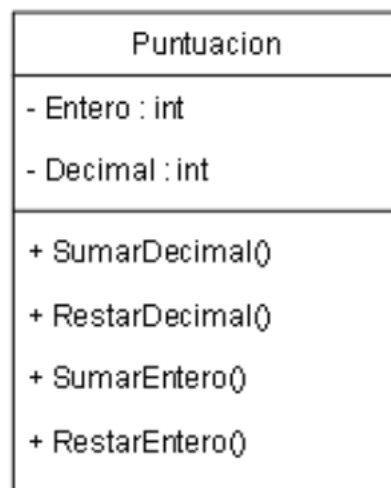 Puntuacion
- Entero : int
- Decimal : int
+ SumarDecimal()
+ RestarDecimal()
+ SumarEntero()
+ RestarEntero()